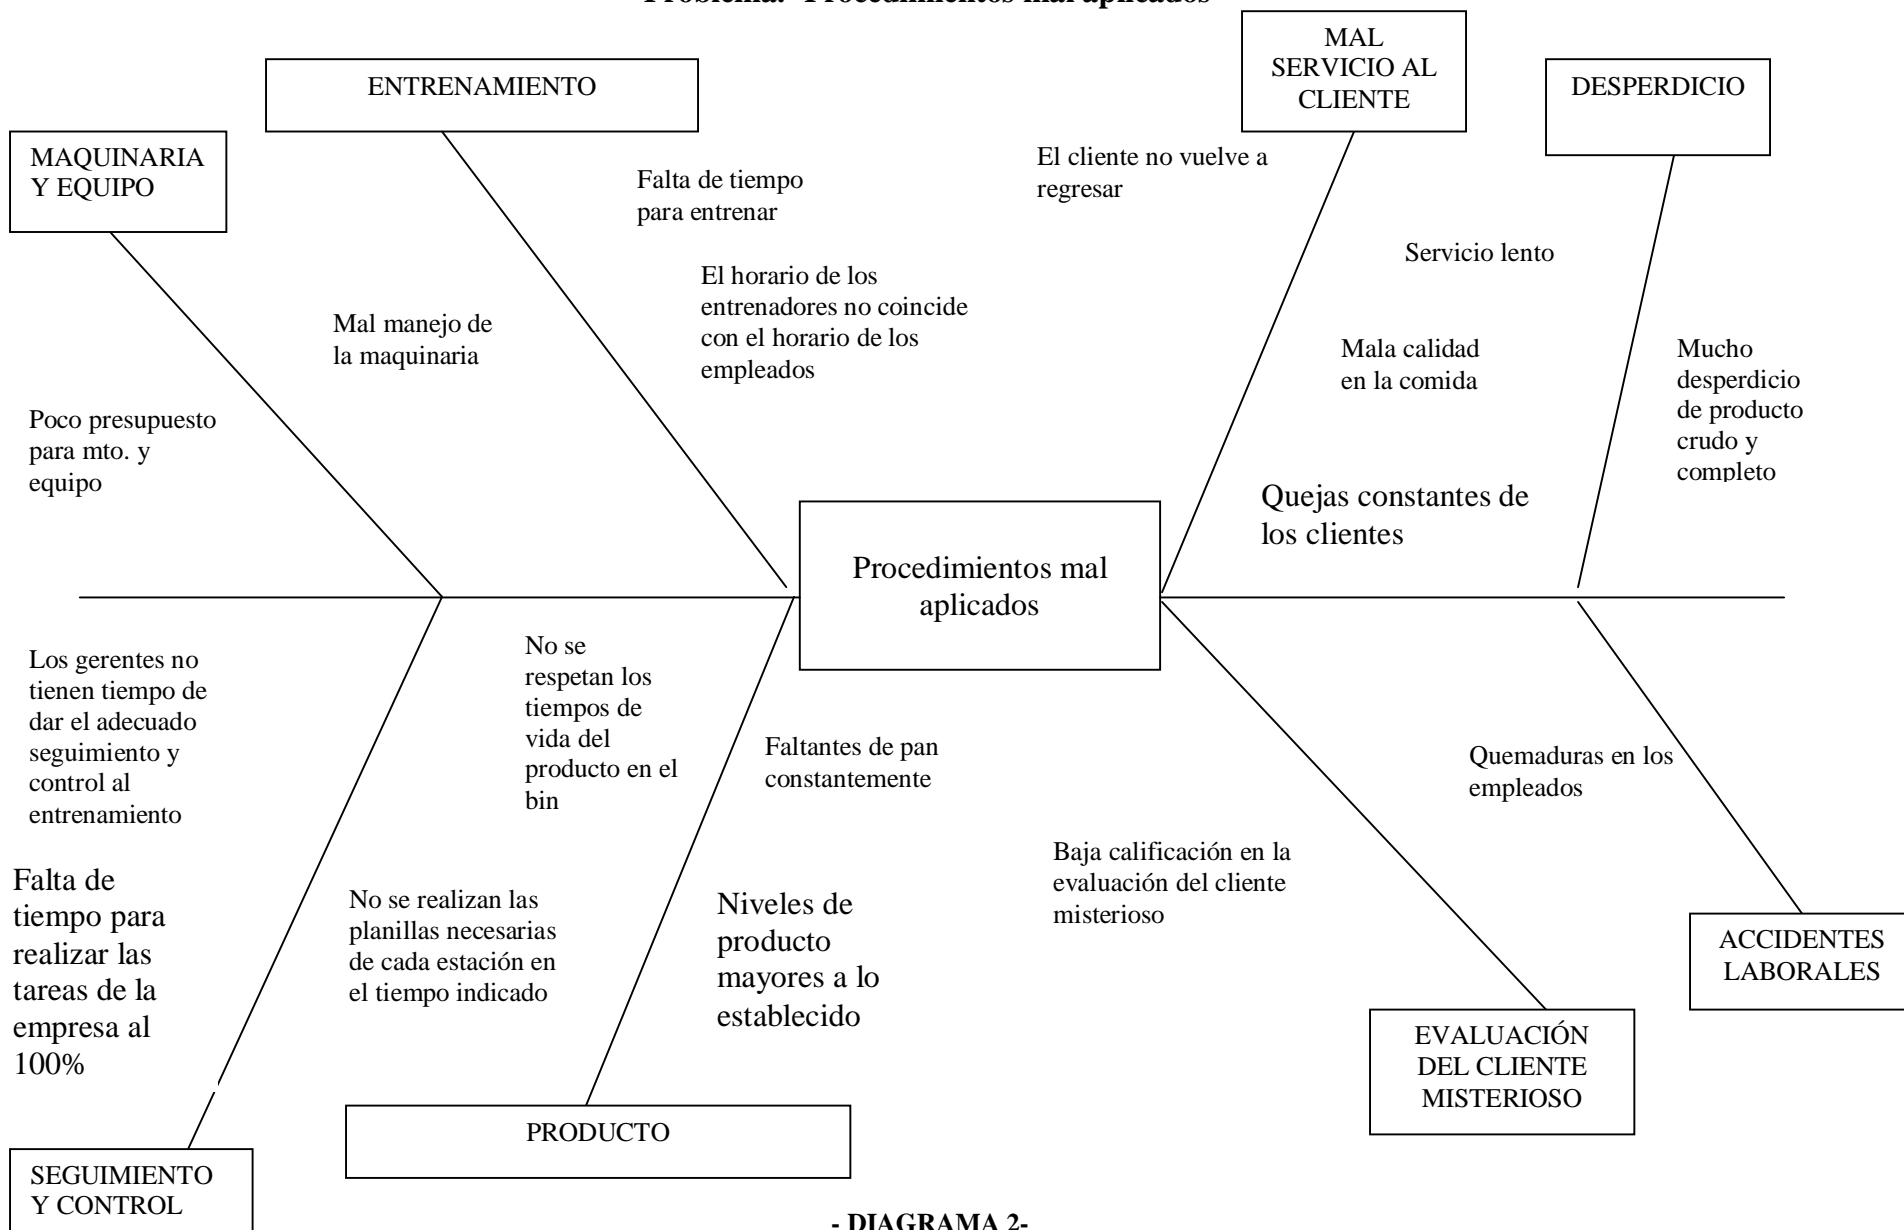 Problema: Procedimientos mal aplicados
MAL
SERVICIO AL
CLIENTE
ENTRENAMIENTO
DESPERDICIO
MAQUINARIA
Y EQUIPO
El cliente no vuelve a
regresar
Falta de tiempo
para entrenar
Servicio lento
El horario de los
entrenadores no coincide
con el horario de los
empleados
Mal manejo de
la maquinaria
Mala calidad
en la comida
Mucho
desperdicio
de producto
crudo y
completo
Poco presupuesto
para mto. y
equipo
Quejas constantes de
los clientes
Procedimientos mal
aplicados
Los gerentes no
tienen tiempo de
dar el adecuado
seguimiento y
control al
entrenamiento
No se
respetan los
tiempos de
vida del
producto en el
bin
Faltantes de pan
constantemente
Quemaduras en los
empleados
Baja calificación en la
evaluación del cliente
misterioso
Falta de
tiempo para
realizar las
tareas de la
empresa al
100%
No se realizan las
planillas necesarias
de cada estación en
el tiempo indicado
Niveles de
producto
mayores a lo
establecido
ACCIDENTES
LABORALES
EVALUACIÓN
DEL CLIENTE
MISTERIOSO
PRODUCTO
SEGUIMIENTO
Y CONTROL
- DIAGRAMA 2-